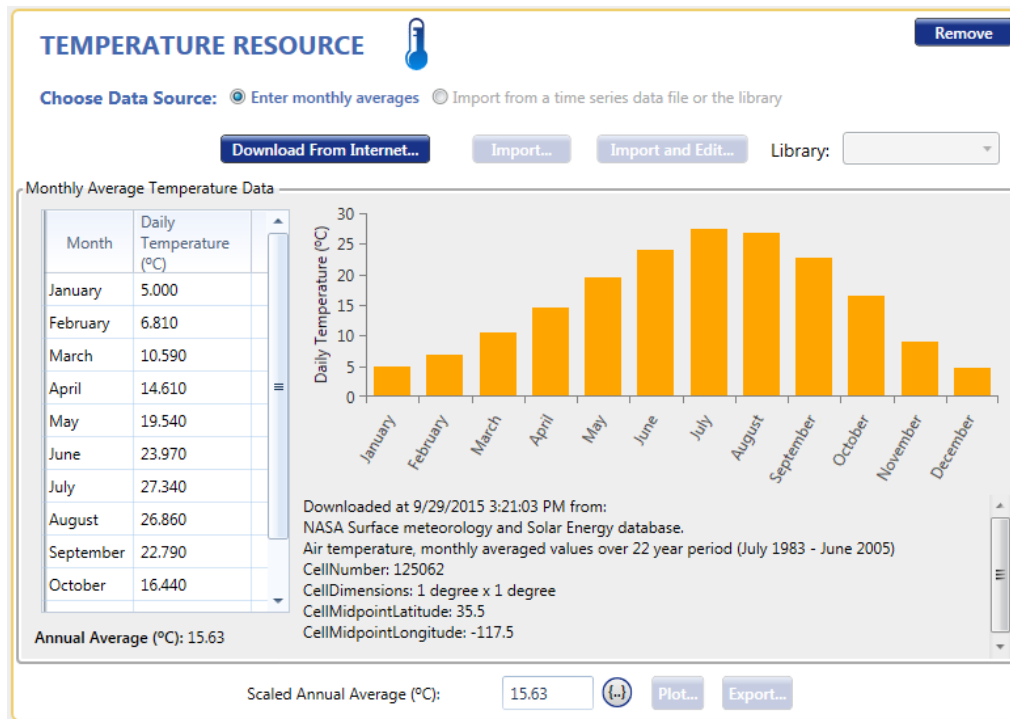 TEMPERATURE RESOURCE
Remove
Choose Data Source: Enter monthly averages Import from a time series data file or the library
Download From Internet... Import... Import and Edit... Library:
Monthly Average Temperature Data
Month Daily Temperature (ºC)
January 5.000
February 6.810
March 10.590
April 14.610
May 19.540
June 23.970
July 27.340
August 26.860
September 22.790
October 16.440
Annual Average (ºC): 15.63
Daily Temperature (ºC)
30
25
20
15
10
5
0
January February March April May June July August September October November December
Downloaded at 9/29/2015 3:21:03 PM from:
NASA Surface meteorology and Solar Energy database.
Air temperature, monthly averaged values over 22 year period (July 1983 - June 2005)
CellNumber: 125062
CellDimensions: 1 degree x 1 degree
CellMidpointLatitude: 35.5
CellMidpointLongitude: -117.5
Scaled Annual Average (ºC): 15.63 {..} Plot... Export...